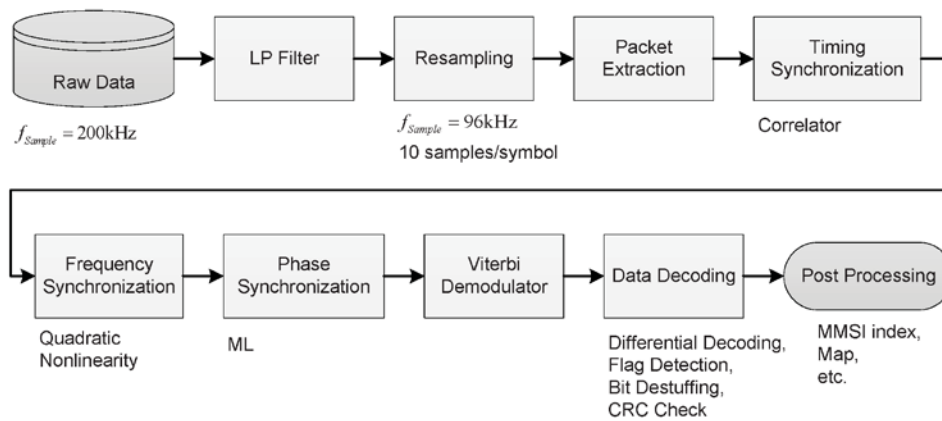 Raw Data
LP Filter
Resampling
Packet
Extraction
Timing
Synchronization
f_Sample = 200kHz
f_Sample = 96kHz
10 samples/symbol
Correlator
Frequency
Synchronization
Phase
Synchronization
Viterbi
Demodulator
Data Decoding
Post Processing
Quadratic
Nonlinearity
ML
Differential Decoding,
Flag Detection,
Bit Destuffing,
CRC Check
MMSI index,
Map,
etc.